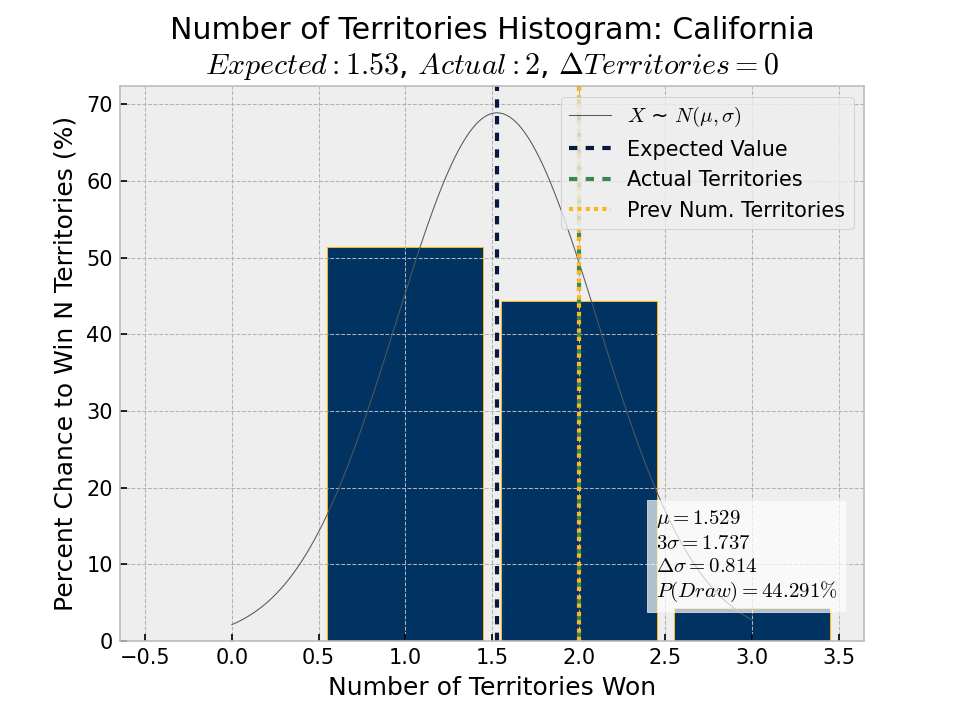 Number of Territories Histogram: California
Expected: 1.53, Actual: 2, ΔTerritories = 0
Percent Chance to Win N Territories (%)
70
60
50
40
30
20
10
0
X ~ N(μ, σ)
Expected Value
Actual Territories
Prev Num. Territories
μ = 1.529
3σ = 1.737
Δσ = 0.814
P(Draw) = 44.291%
−0.5 0.0 0.5 1.0 1.5 2.0 2.5 3.0 3.5
Number of Territories Won